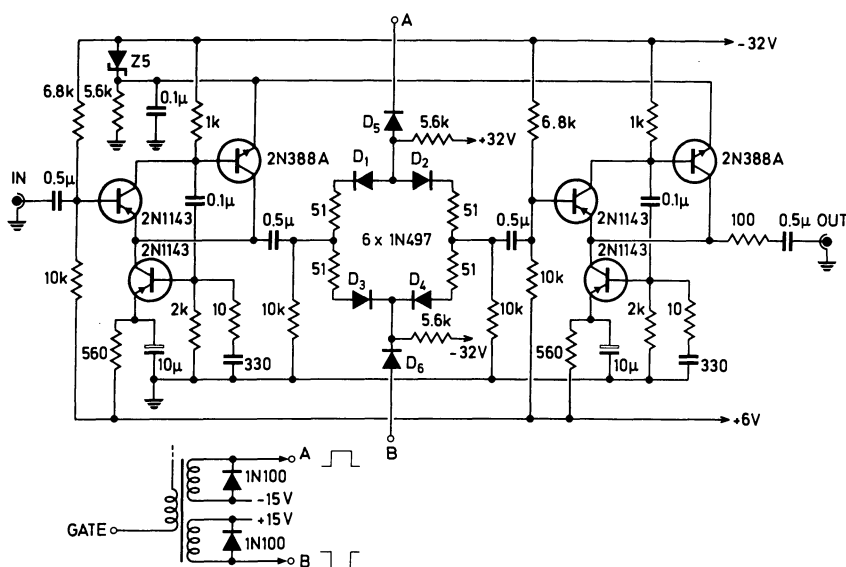 A
-32V
Z5
6.8k
5.6k
0.1µ
1k
D5
5.6k
+32V
6.8k
1k
2N388A
2N388A
D1
D2
IN
0.5µ
2N1143
0.1µ
51
51
2N1143
0.1µ
0.5µ
6 x 1N497
0.5µ
100
0.5µ
OUT
2N1143
2N1143
51
51
10k
D3
D4
10k
2k
10
10k
5.6k
10k
2k
10
-32V
560
10µ
330
D6
560
10µ
330
+6V
B
A
1N100
-15V
GATE
+15V
1N100
B